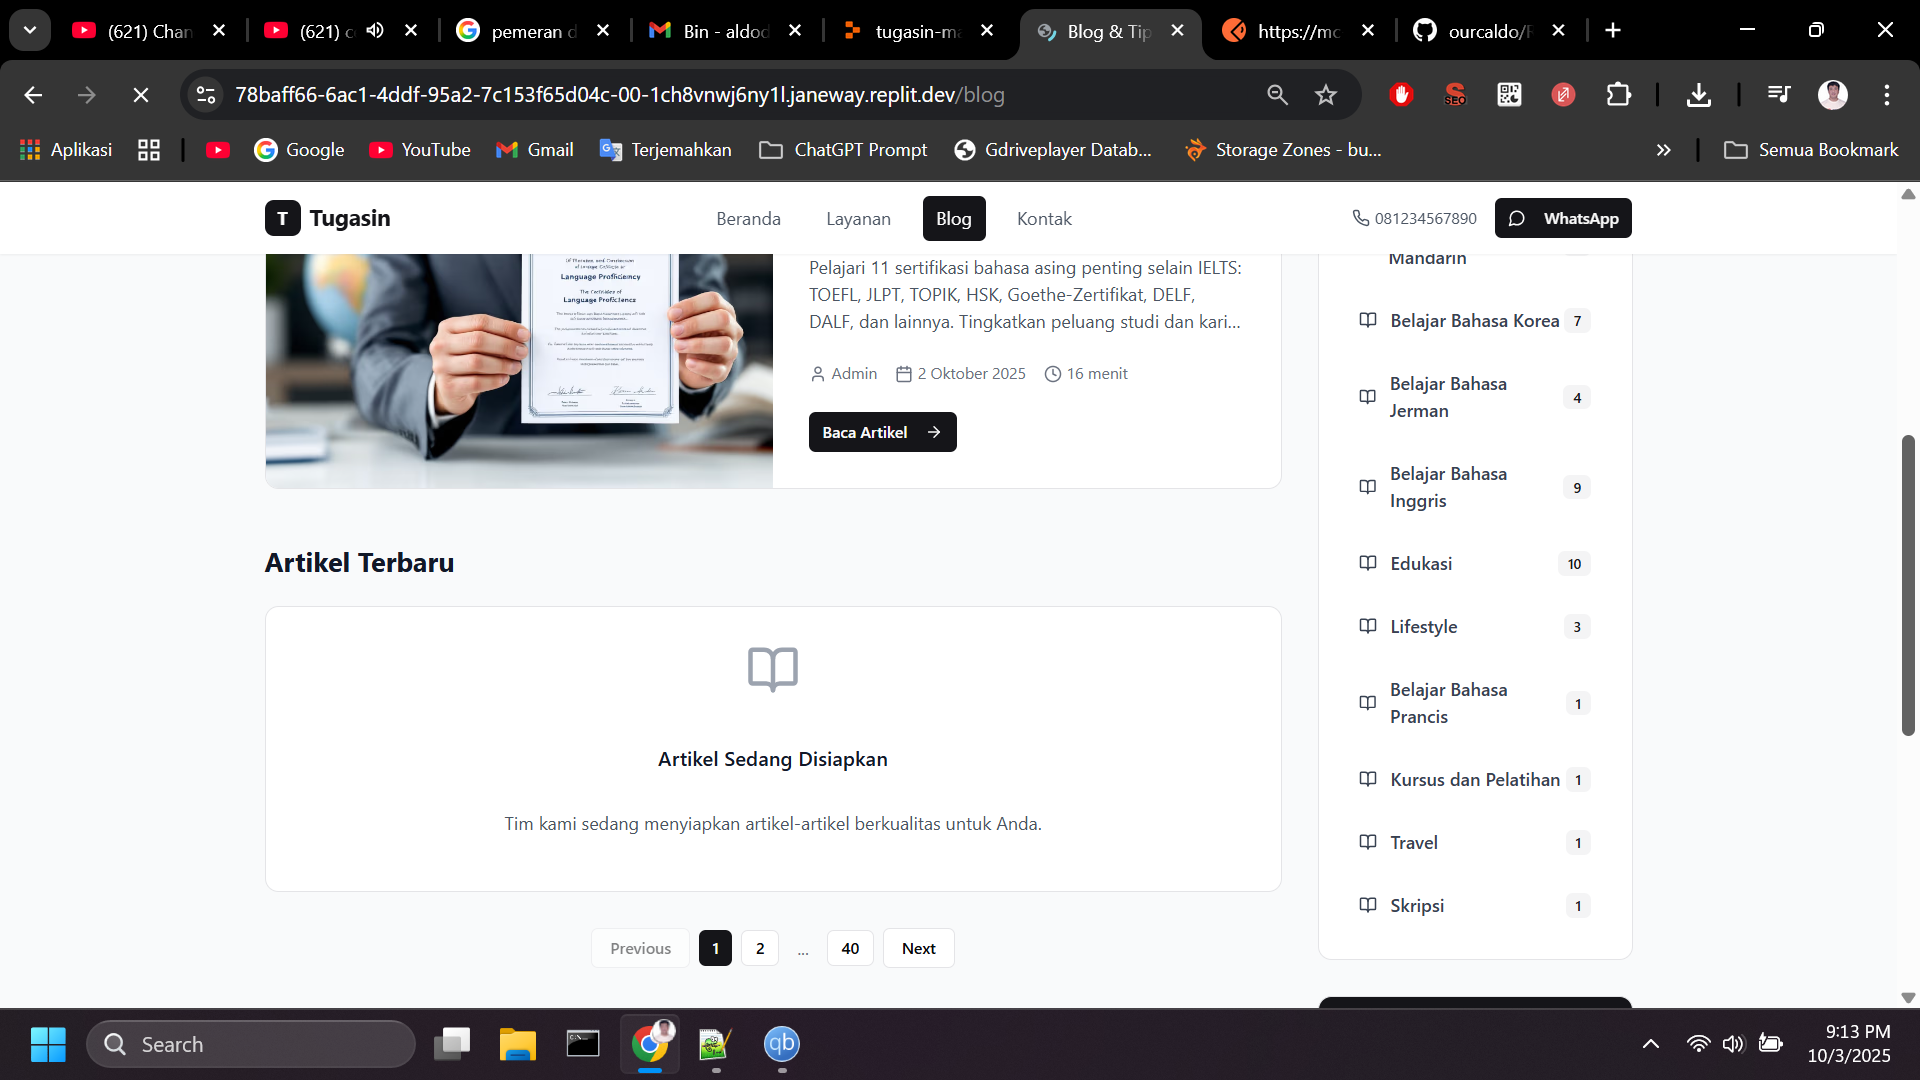 (621) Chan
(621) c
pemeran d
Bin - aldod
tugasin-ma
Blog & Tip
https://mc
ourcaldo/F
78baff66-6ac1-4ddf-95a2-7c153f65d04c-00-1ch8vnwj6ny1l.janeway.replit.dev/blog
SEO
Aplikasi
Google
YouTube
Gmail
Terjemahkan
ChatGPT Prompt
Gdriveplayer Datab...
Storage Zones - bu...
Semua Bookmark
T Tugasin
Beranda
Layanan
Blog
Kontak
081234567890
WhatsApp
Language Proficiency
Language Proficiency
Pelajari 11 sertifikasi bahasa asing penting selain IELTS:
TOEFL, JLPT, TOPIK, HSK, Goethe-Zertifikat, DELF,
DALF, dan lainnya. Tingkatkan peluang studi dan kari...
Admin 2 Oktober 2025 16 menit
Baca Artikel
Artikel Terbaru
Artikel Sedang Disiapkan
Tim kami sedang menyiapkan artikel-artikel berkualitas untuk Anda.
Previous 1 2 ... 40 Next
Mandarin
Belajar Bahasa Korea 7
Belajar Bahasa
Jerman
4
Belajar Bahasa
Inggris
9
Edukasi 10
Lifestyle 3
Belajar Bahasa
Prancis
1
Kursus dan Pelatihan 1
Travel 1
Skripsi 1
Search
qb
9:13 PM
10/3/2025